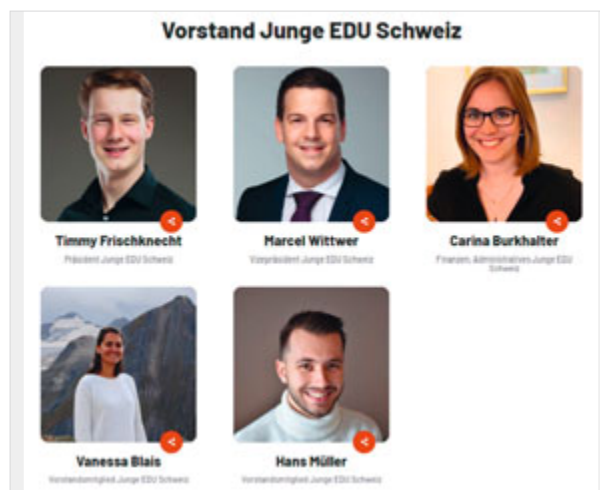 Vorstand Junge EDU Schweiz
Timmy Frischknecht
Präsident Junge EDU Schweiz
Marcel Wittwer
Vizepräsident Junge EDU Schweiz
Carina Burkhalter
Finanzen, Administratives Junge EDU
Schweiz
Vanessa Blais
Vorstandsmitglied Junge EDU Schweiz
Hans Müller
Vorstandsmitglied Junge EDU Schweiz